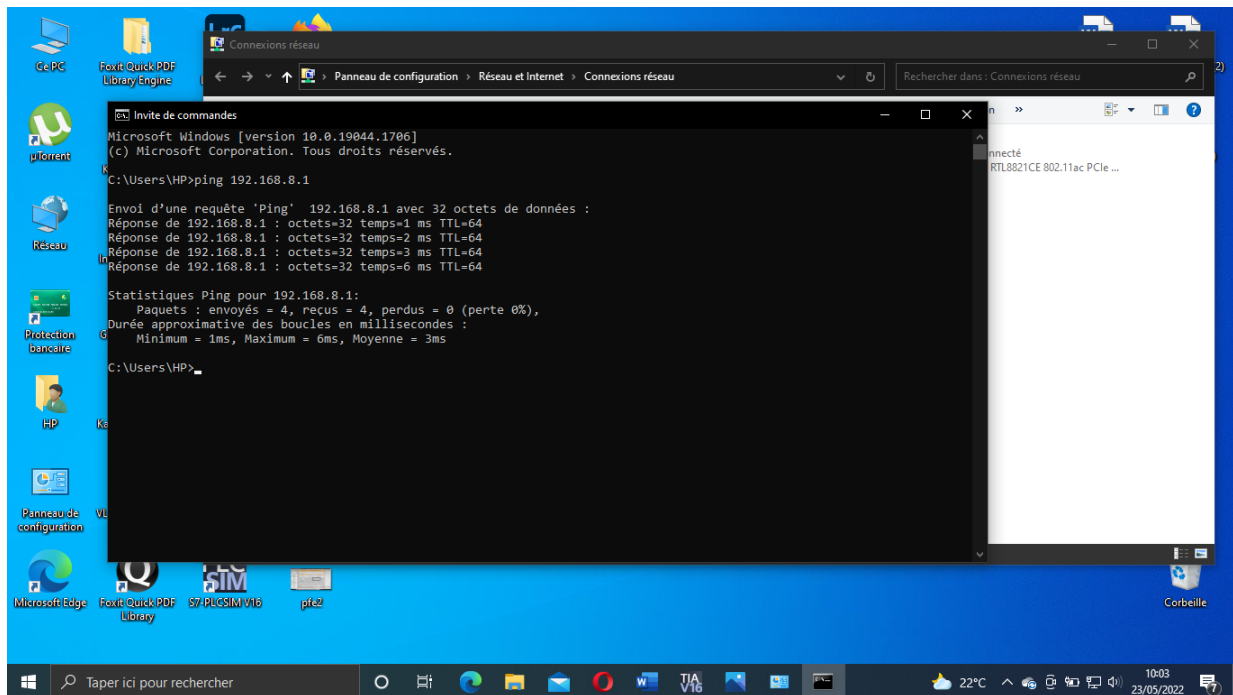 Connexions réseau
Panneau de configuration > Réseau et Internet > Connexions réseau
Rechercher dans : Connexions réseau
Invite de commandes
Microsoft Windows [version 10.0.19044.1706]
(c) Microsoft Corporation. Tous droits réservés.
C:\Users\HP>ping 192.168.8.1
Envoi d'une requête 'Ping'  192.168.8.1 avec 32 octets de données :
Réponse de 192.168.8.1 : octets=32 temps=1 ms TTL=64
Réponse de 192.168.8.1 : octets=32 temps=2 ms TTL=64
Réponse de 192.168.8.1 : octets=32 temps=3 ms TTL=64
Réponse de 192.168.8.1 : octets=32 temps=6 ms TTL=64
Statistiques Ping pour 192.168.8.1:
    Paquets : envoyés = 4, reçus = 4, perdus = 0 (perte 0%),
Durée approximative des boucles en millisecondes :
    Minimum = 1ms, Maximum = 6ms, Moyenne = 3ms
C:\Users\HP>
nnecté
RTL8821CE 802.11ac PCIe ...
Ce PC
Foxit Quick PDF
Library Engine
µTorrent
Réseau
Protection
bancaire
HP
Panneau de
configuration
Microsoft Edge
Foxit Quick PDF
Library
SIM
S7-PLCSIM V16
pfe2
Corbeille
Taper ici pour rechercher
TIA
V16
22°C
10:03
23/05/2022